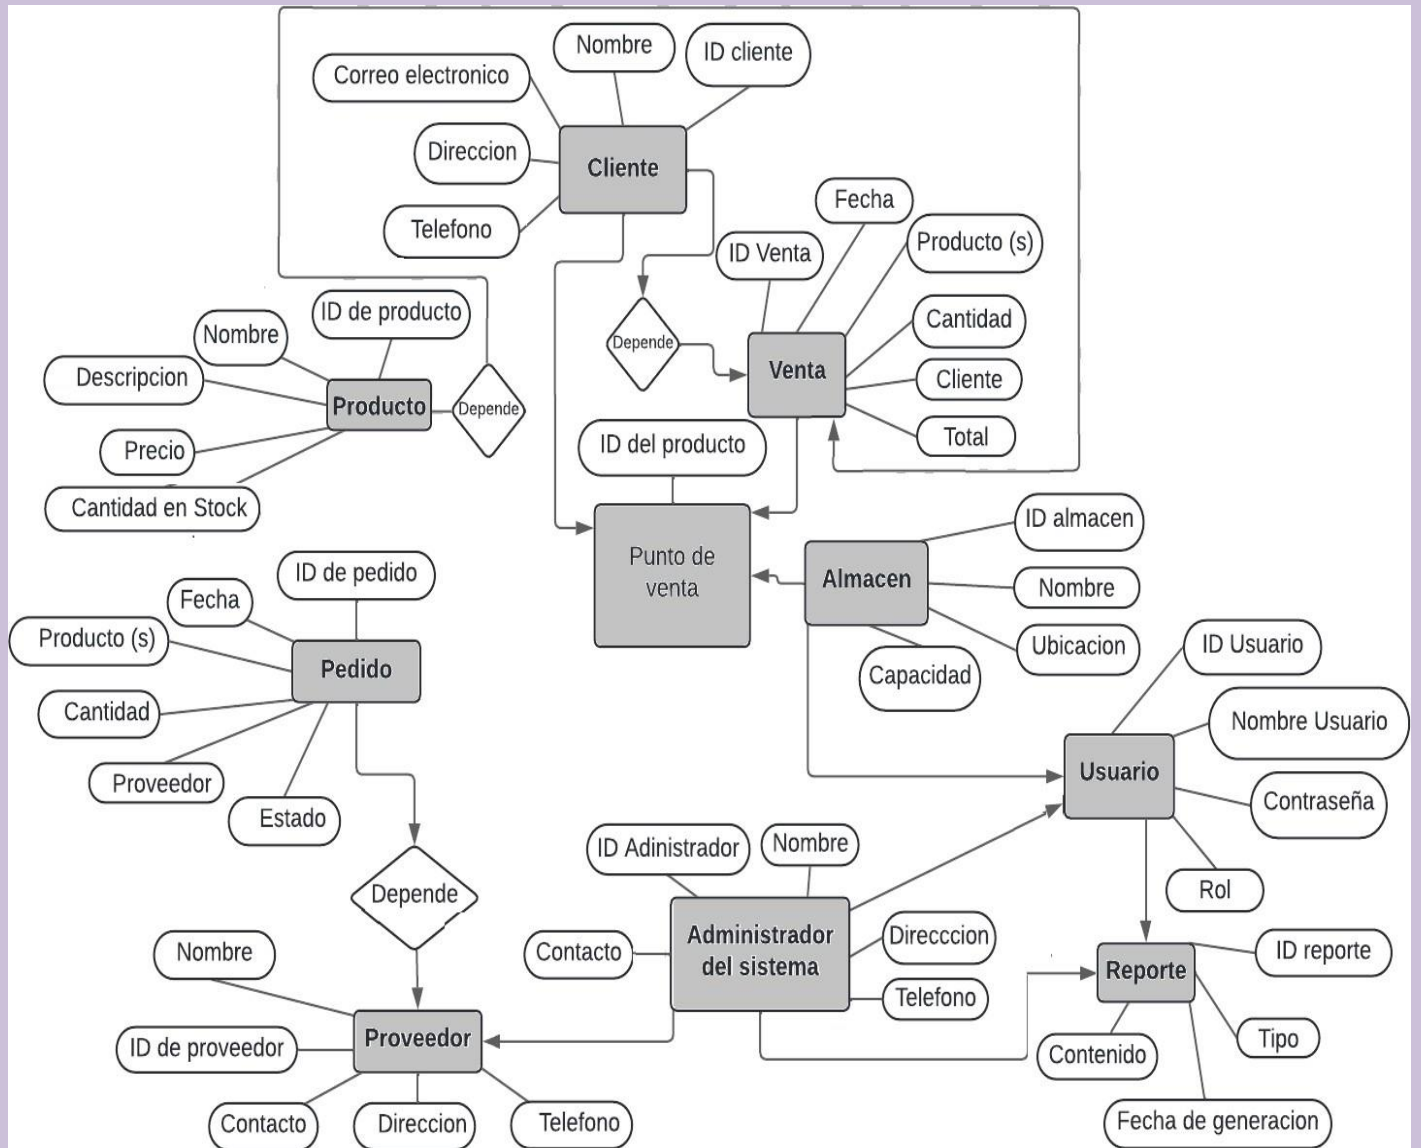 Nombre
ID cliente
Correo electronico
Direccion
Cliente
Telefono
Fecha
ID Venta
Producto (s)
Cantidad
Depende
Venta
Cliente
Total
ID de producto
Nombre
Descripcion
Producto
Depende
Precio
Cantidad en Stock
ID del producto
Punto de
venta
ID almacen
Almacen
Nombre
Ubicacion
Capacidad
ID de pedido
Fecha
Producto (s)
Pedido
Cantidad
Proveedor
Estado
ID Usuario
Nombre Usuario
Usuario
Contraseña
Rol
Depende
ID Adinistrador
Nombre
Administrador
del sistema
Contacto
Direcccion
Telefono
ID reporte
Reporte
Tipo
Contenido
Fecha de generacion
Nombre
Proveedor
ID de proveedor
Contacto
Direccion
Telefono